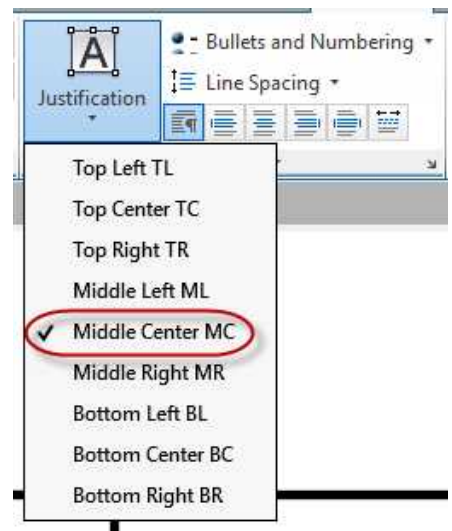 A
Bullets and Numbering
Line Spacing
Justification
Top Left TL
Top Center TC
Top Right TR
Middle Left ML
Middle Center MC
Middle Right MR
Bottom Left BL
Bottom Center BC
Bottom Right BR